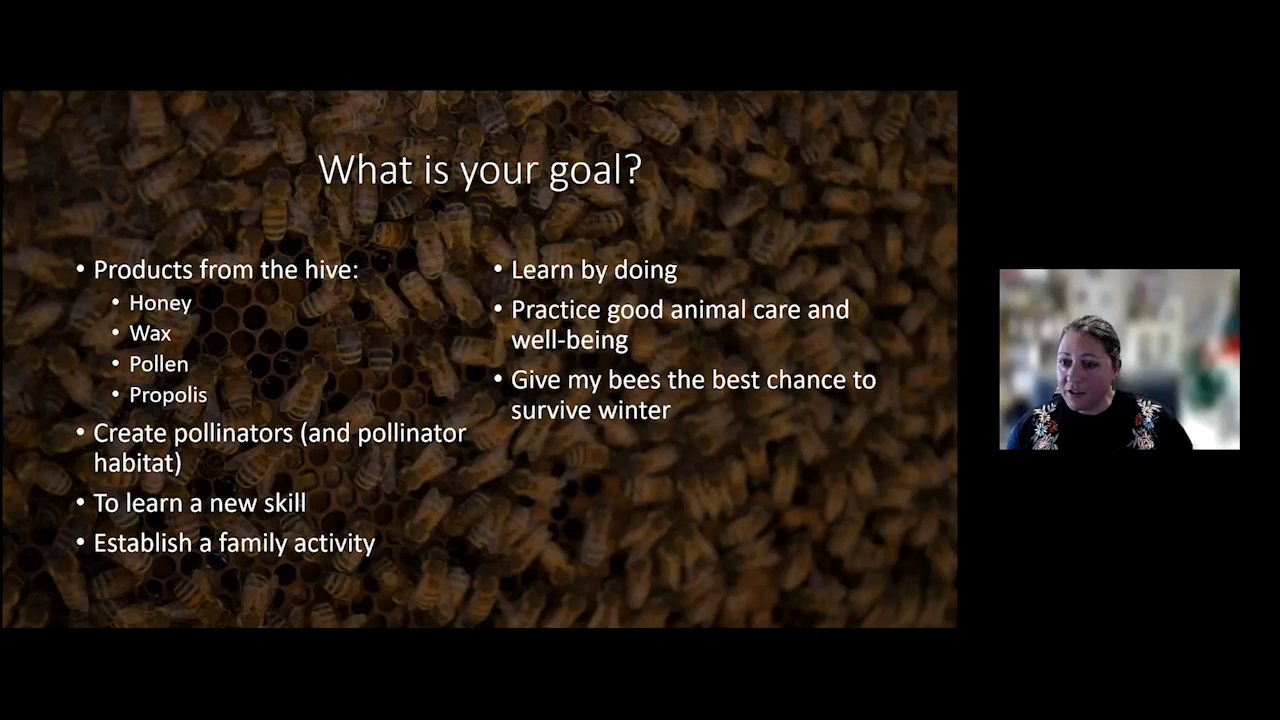 What is your goal?
• Products from the hive:
• Honey
• Wax
• Pollen
• Propolis
• Create pollinators (and pollinator
habitat)
• To learn a new skill
• Establish a family activity
• Learn by doing
• Practice good animal care and
well-being
• Give my bees the best chance to
survive winter